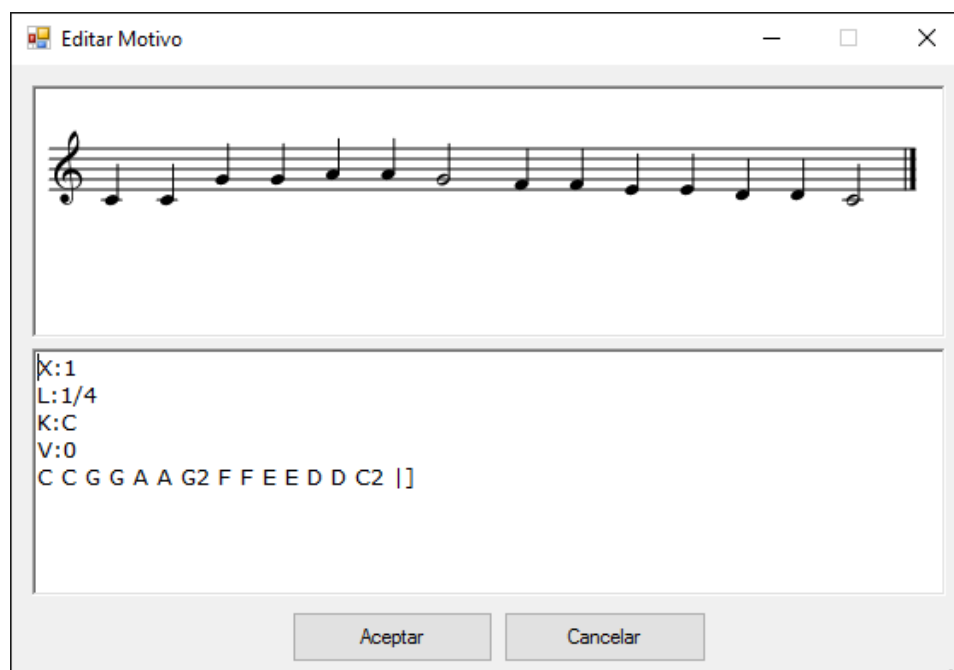 Editar Motivo
X:1
L:1/4
K:C
V:0
C C G G A A G2 F F E E D D C2 |]
Aceptar
Cancelar